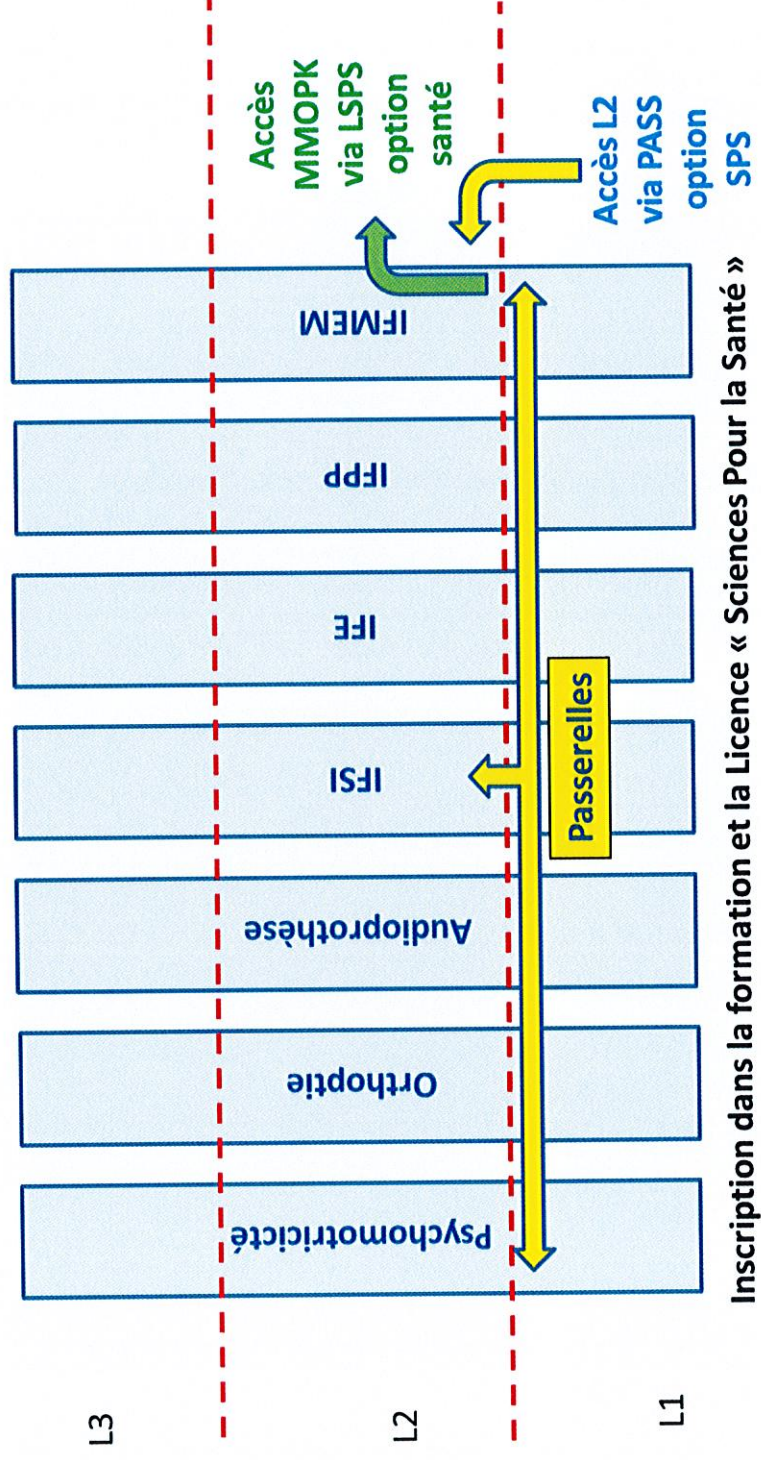 L3
L2
L1
Psychomotricicté
Orthoptie
Audioprothèse
IFSI
IFE
IFPP
IFMEM
Passerelles
Accès
MMOPK
via LSPS
option
santé
Accès L2
via PASS
option
SPS
Inscription dans la formation et la Licence « Sciences Pour la Santé »